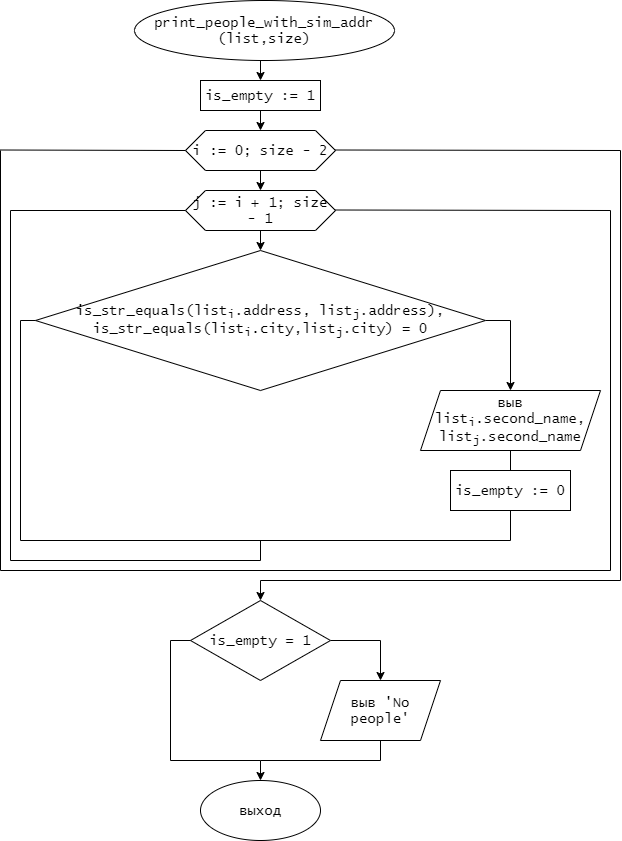 print_people_with_sim_addr
(list,size)
is_empty := 1
i := 0; size - 2
j := i + 1; size
- 1
is_str_equals(listᵢ.address, listⱼ.address),
is_str_equals(listᵢ.city,listⱼ.city) = 0
выв
listᵢ.second_name,
listⱼ.second_name
is_empty := 0
is_empty = 1
выв 'No
people'
выход